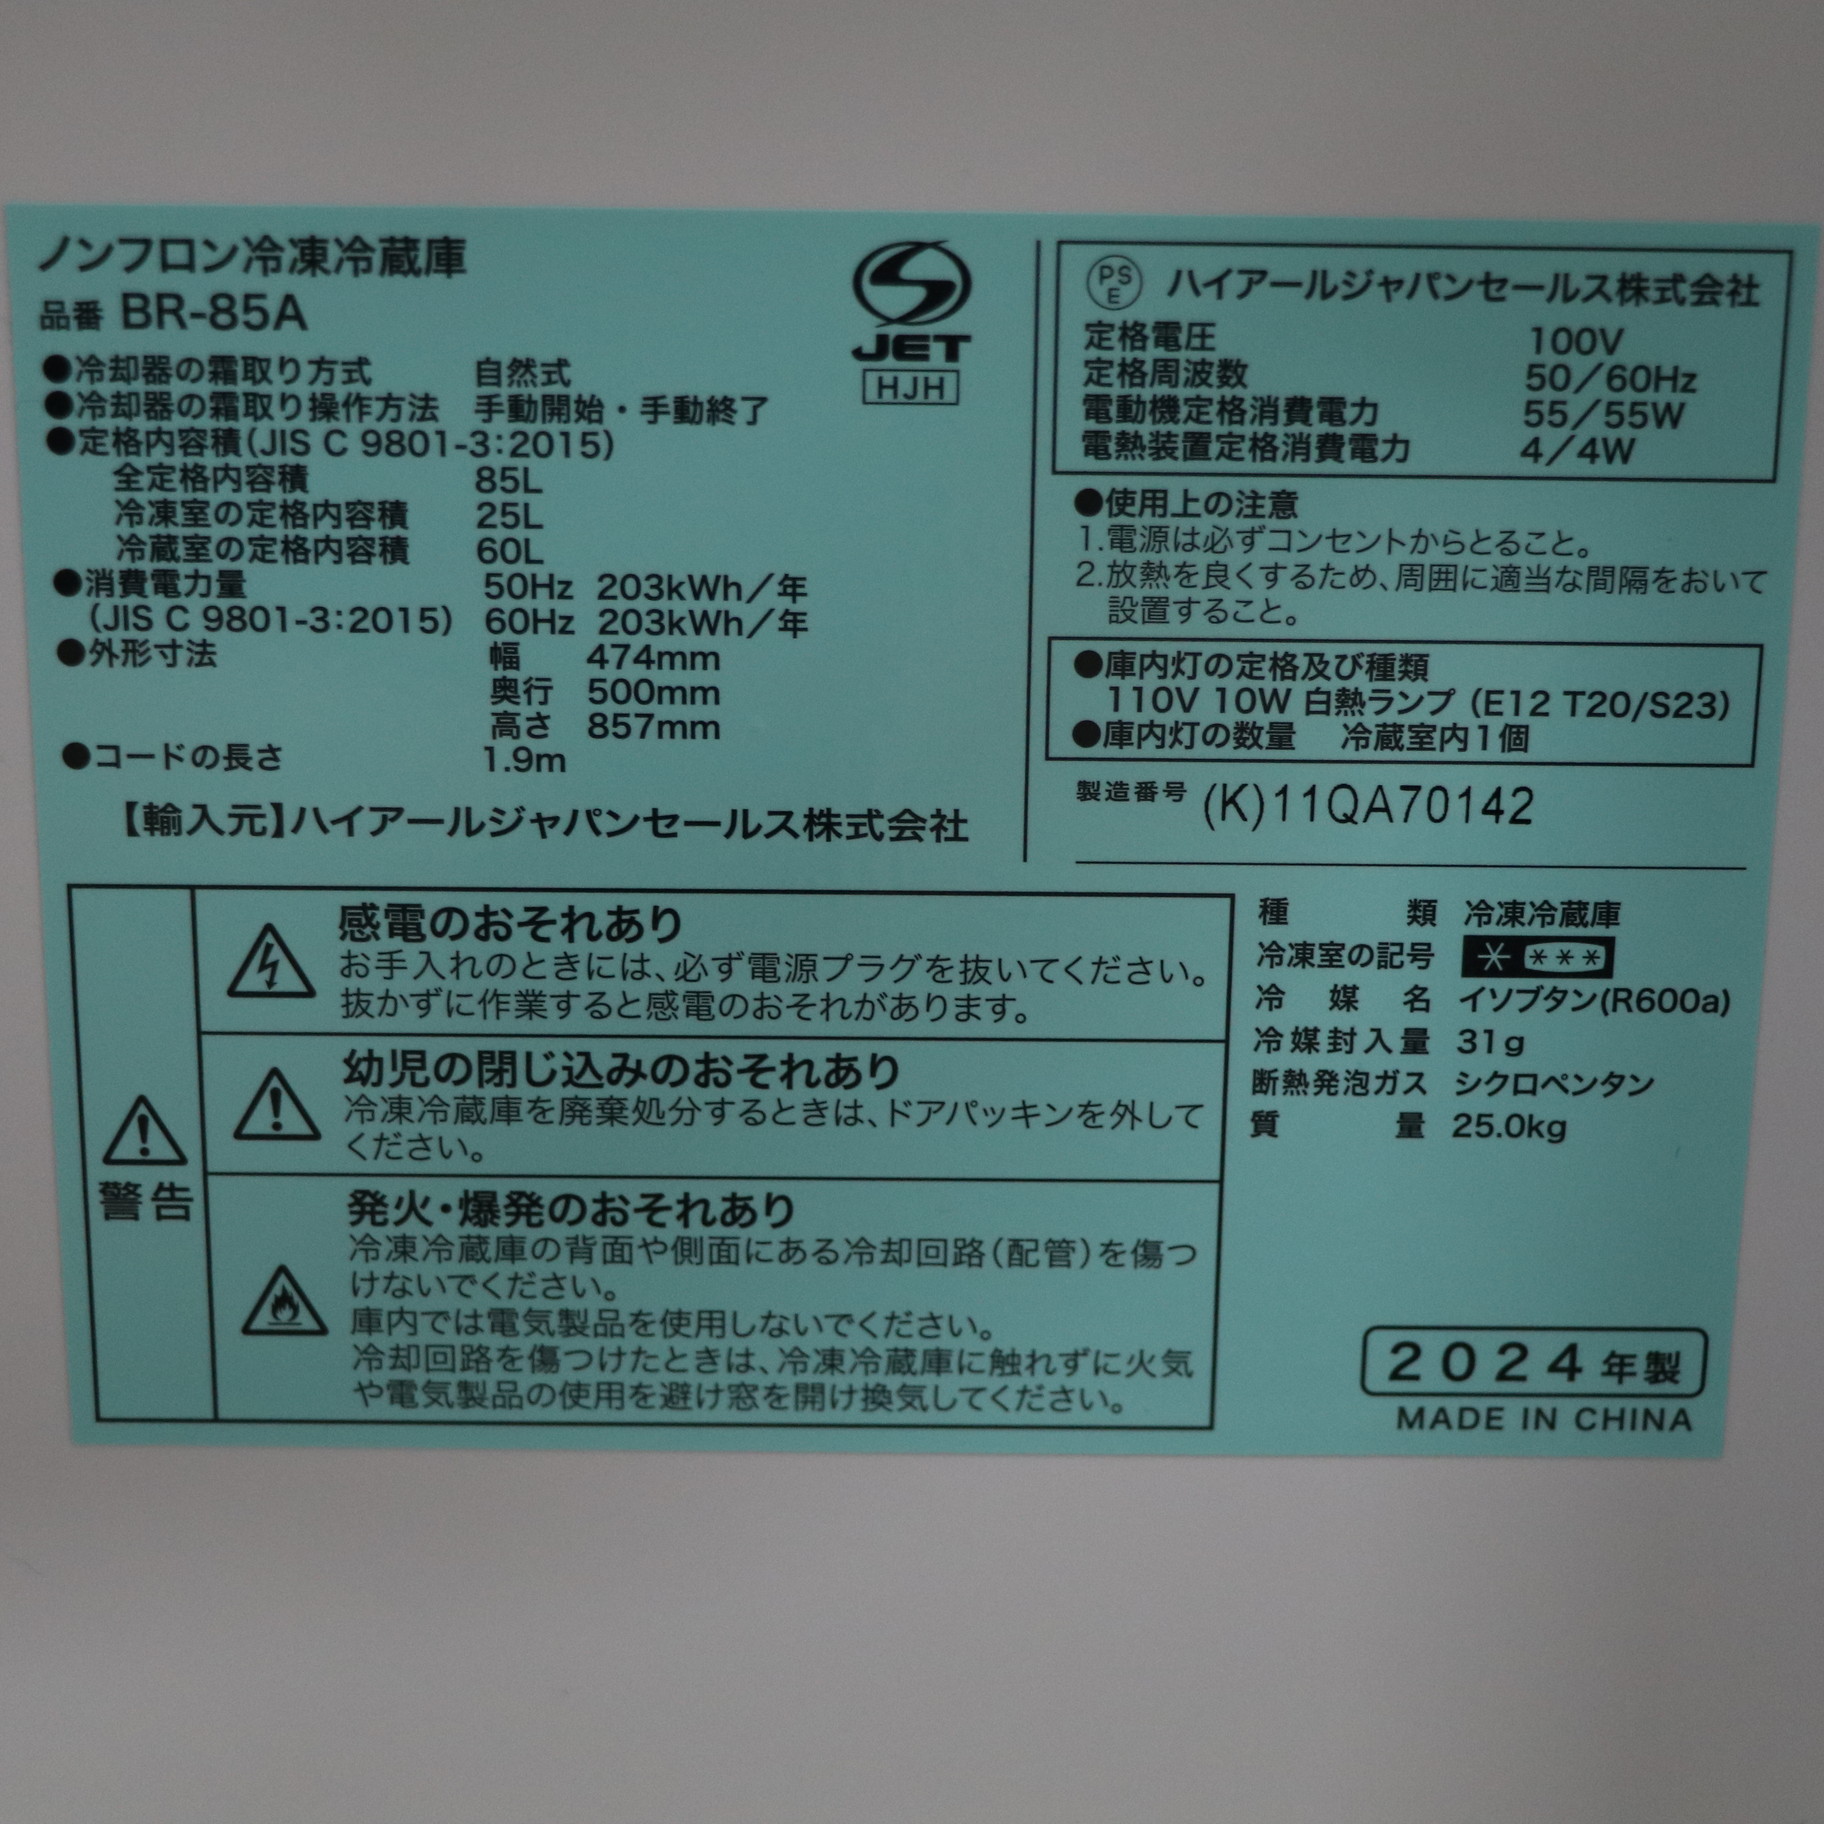 ノンフロン冷凍冷蔵庫
品番 BR-85A
●冷却器の霜取り方式 自然式
●冷却器の霜取り操作方法 手動開始・手動終了
●定格内容積(JIS C 9801-3:2015)
全定格内容積 85L
冷凍室の定格内容積 25L
冷蔵室の定格内容積 60L
●消費電力量 50Hz 203kWh/年
(JIS C 9801-3:2015) 60Hz 203kWh/年
●外形寸法 幅 474mm
奥行 500mm
高さ 857mm
●コードの長さ 1.9m
【輸入元】ハイアールジャパンセールス株式会社
JET
HJH
PS
E
ハイアールジャパンセールス株式会社
定格電圧 100V
定格周波数 50/60Hz
電動機定格消費電力 55/55W
電熱装置定格消費電力 4/4W
●使用上の注意
1.電源は必ずコンセントからとること。
2.放熱を良くするため、周囲に適当な間隔をおいて
設置すること。
●庫内灯の定格及び種類
110V 10W 白熱ランプ (E12 T20/S23)
●庫内灯の数量 冷蔵室内1個
製造番号 (K)11QA70142
警告
感電のおそれあり
お手入れのときには、必ず電源プラグを抜いてください。
抜かずに作業すると感電のおそれがあります。
幼児の閉じ込みのおそれあり
冷凍冷蔵庫を廃棄処分するときは、ドアパッキンを外して
ください。
発火・爆発のおそれあり
冷凍冷蔵庫の背面や側面にある冷却回路(配管)を傷つ
けないでください。
庫内では電気製品を使用しないでください。
冷却回路を傷つけたときは、冷凍冷蔵庫に触れずに火気
や電気製品の使用を避け窓を開け換気してください。
種類 冷凍冷蔵庫
冷凍室の記号 * ***
冷媒名 イソブタン(R600a)
冷媒封入量 31g
断熱発泡ガス シクロペンタン
質量 25.0kg
2024年製
MADE IN CHINA